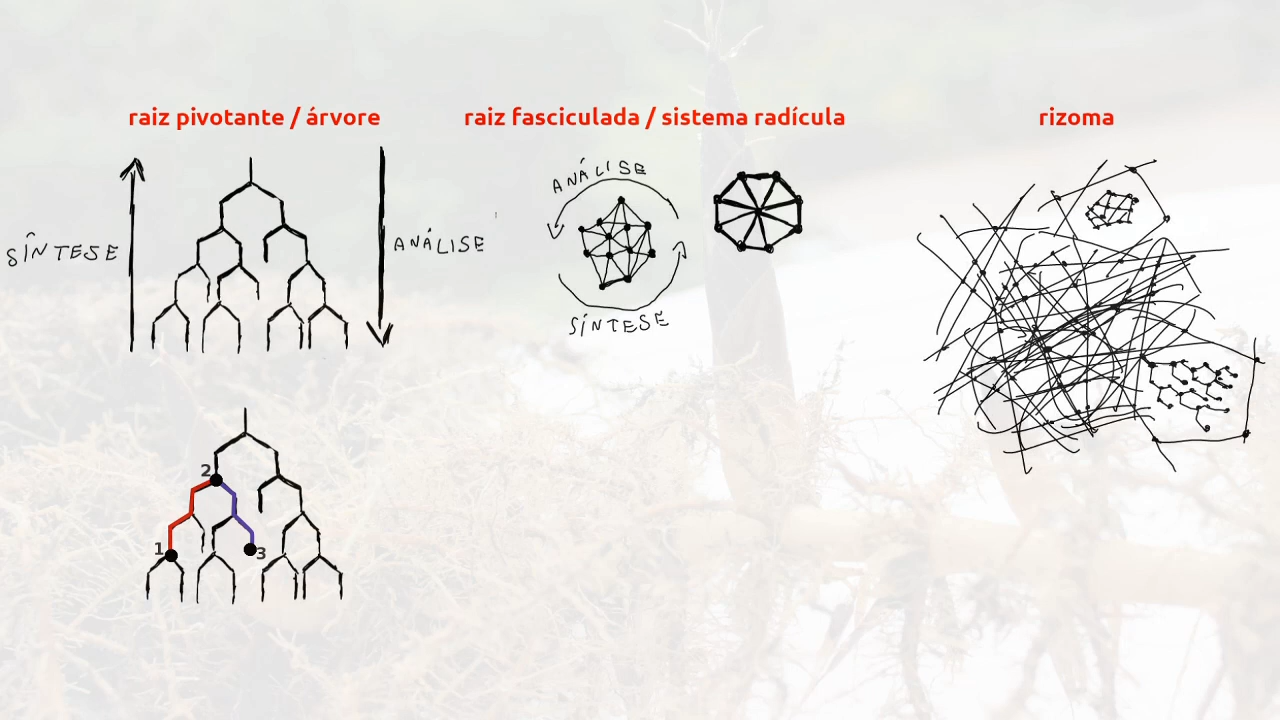 raiz pivotante / árvore
raiz fasciculada / sistema radícula
rizoma
SÍNTESE
ANÁLISE
ANÁLISE
SÍNTESE
2
1
3